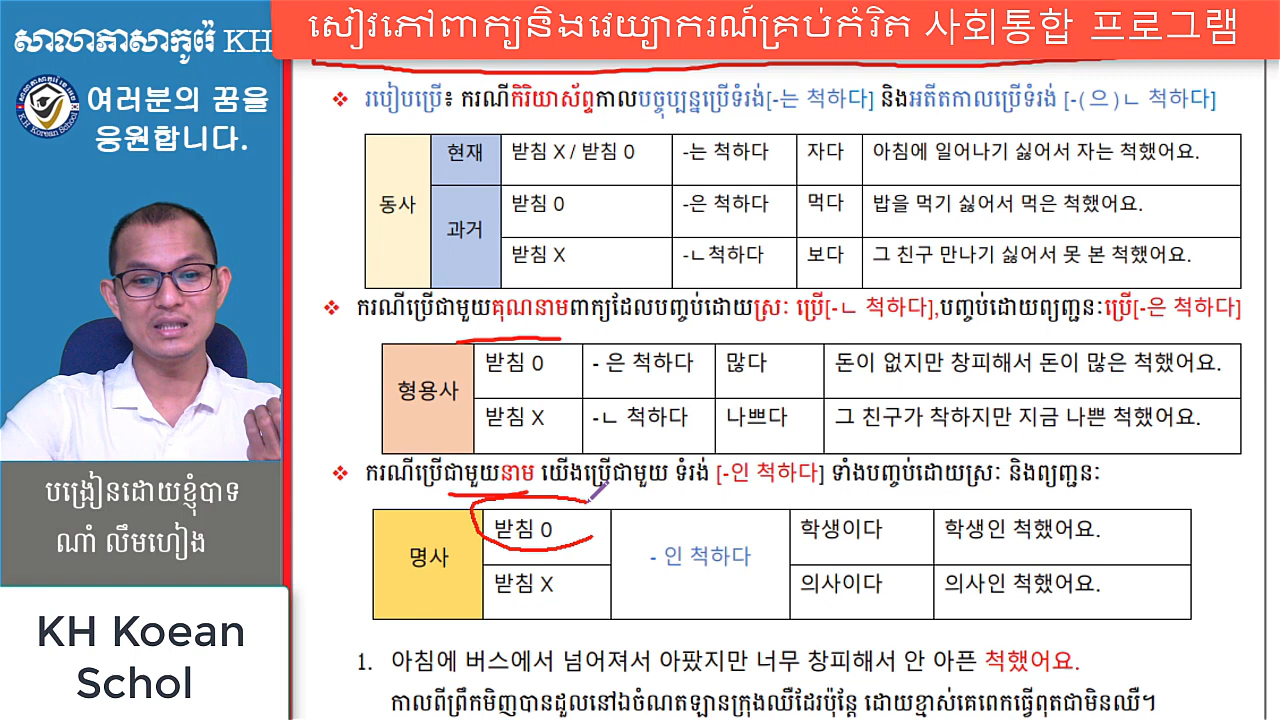 សាលាភាសាកូរ៉េ KH
សៀវភៅពាក្យនិងវេយ្យាករណ៍គ្រប់កំរិត 사회통합 프로그램
여러분의 꿈을
응원합니다.
KH Korean School
❖ របៀបប្រើ៖ ករណីកិរិយាស័ព្ទកាលបច្ចុប្បន្នប្រើទំរង់[-는 척하다] និងអតីតកាលប្រើទំរង់ [-(으)ㄴ 척하다]
동사 현재 받침 X / 받침 0 -는 척하다 자다 아침에 일어나기 싫어서 자는 척했어요.
과거 받침 0 -은 척하다 먹다 밥을 먹기 싫어서 먹은 척했어요.
받침 X -ㄴ척하다 보다 그 친구 만나기 싫어서 못 본 척했어요.
❖ ករណីប្រើជាមួយគុណនាមពាក្យដែលបញ្ចប់ដោយស្រៈ ប្រើ[-ㄴ 척하다],បញ្ចប់ដោយព្យញ្ជនៈប្រើ[-은 척하다]
형용사 받침 0 - 은 척하다 많다 돈이 없지만 창피해서 돈이 많은 척했어요.
받침 X -ㄴ 척하다 나쁘다 그 친구가 착하지만 지금 나쁜 척했어요.
❖ ករណីប្រើជាមួយនាម យើងប្រើជាមួយ ទំរង់ [-인 척하다] ទាំងបញ្ចប់ដោយស្រៈ និងព្យញ្ជនៈ
명사 받침 0 - 인 척하다 학생이다 학생인 척했어요.
받침 X 의사이다 의사인 척했어요.
1. 아침에 버스에서 넘어져서 아팠지만 너무 창피해서 안 아픈 척했어요.
កាលពីព្រឹកមិញបានដួលនៅឯចំណតឡានក្រុងឈឺដែរប៉ុន្តែ ដោយខ្មាស់គេពេកធ្វើពុតជាមិនឈឺ។
បង្រៀនដោយខ្ញុំបាទ
ណាំ លឹមហៀង
KH Koean
Schol